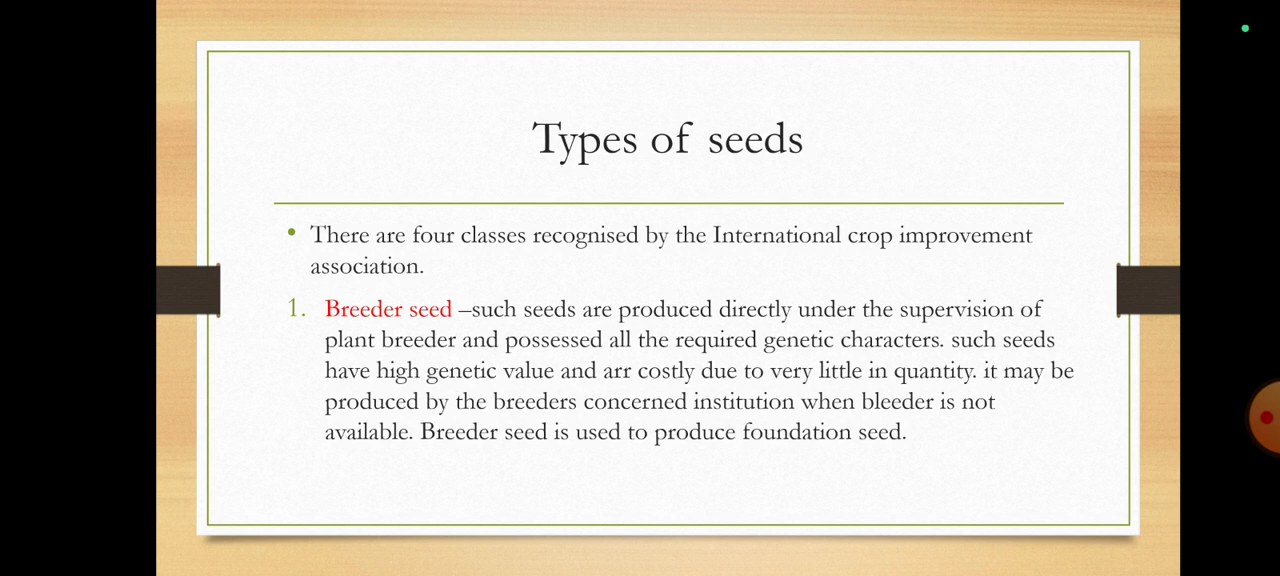 Types of seeds
• There are four classes recognised by the International crop improvement
association.
1. Breeder seed –such seeds are produced directly under the supervision of
plant breeder and possessed all the required genetic characters. such seeds
have high genetic value and arr costly due to very little in quantity. it may be
produced by the breeders concerned institution when bleeder is not
available. Breeder seed is used to produce foundation seed.